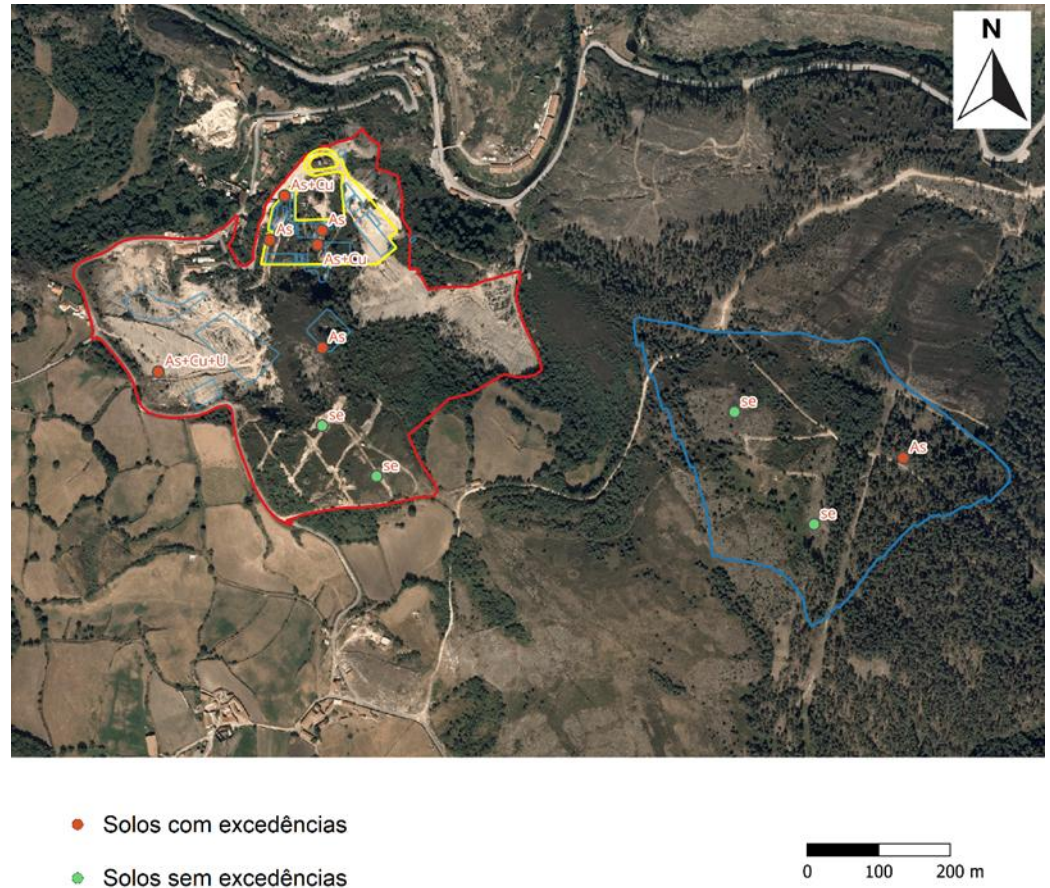 N
As+Cu
As
As
As+Cu
As
As+Cu+U
se
se
se
As
se
Solos com excedências
Solos sem excedências
0 100 200 m